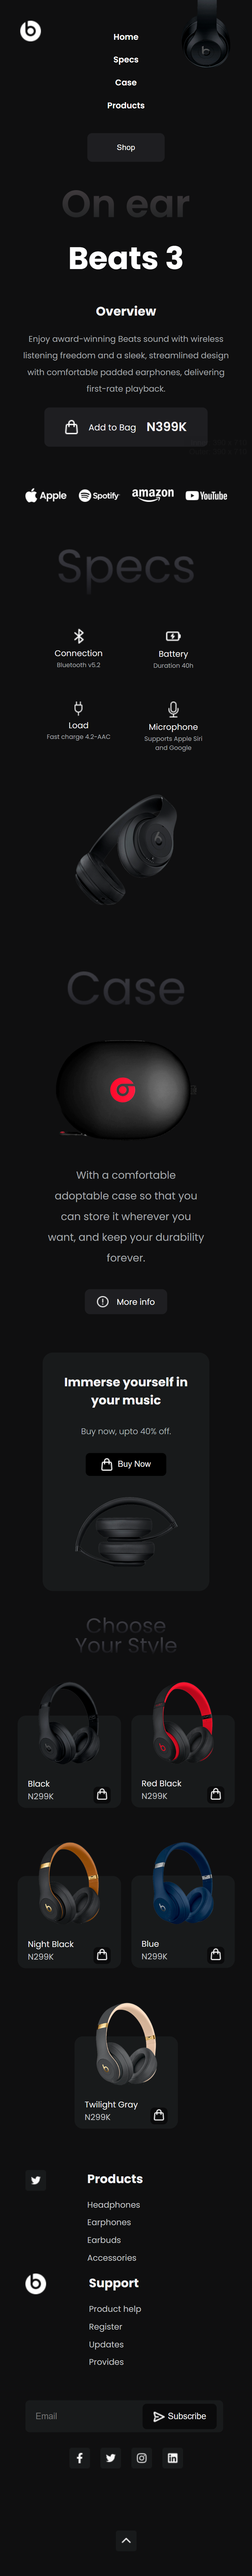 Home
Specs
Case
Products
Shop
On ear
Beats 3
Overview
Enjoy award-winning Beats sound with wireless
listening freedom and a sleek, streamlined design
with comfortable padded earphones, delivering
first-rate playback.
Add to Bag N399K
Apple Spotify amazon YouTube
Specs
Connection
Bluetooth v5.2
Battery
Duration 40h
Load
Fast charge 4.2-AAC
Microphone
Supports Apple Siri
and Google
Case
With a comfortable
adoptable case so that you
can store it wherever you
want, and keep your durability
forever.
More info
Immerse yourself in
your music
Buy now, upto 40% off.
Buy Now
Choose
Your Style
Black
N299K
Red Black
N299K
Night Black
N299K
Blue
N299K
Twilight Gray
N299K
Products
Headphones
Earphones
Earbuds
Accessories
Support
Product help
Register
Updates
Provides
Email
Subscribe